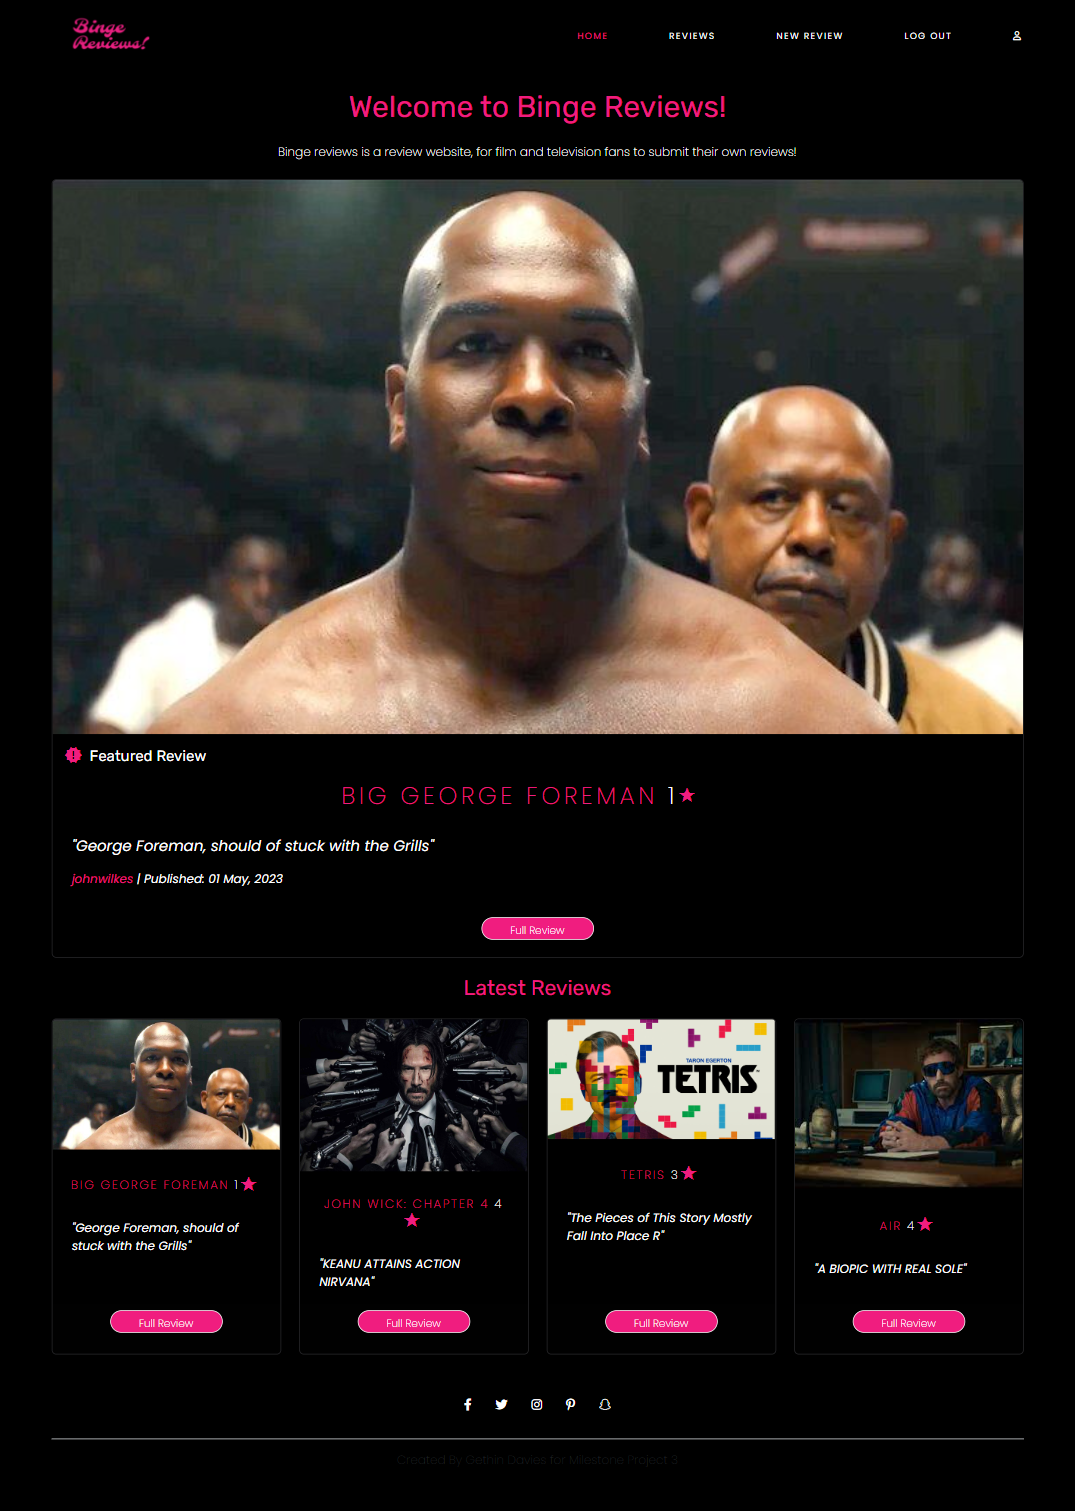 Binge
Reviews!
HOME REVIEWS NEW REVIEW LOG OUT
Welcome to Binge Reviews!
Binge reviews is a review website, for film and television fans to submit their own reviews!
Featured Review
BIG GEORGE FOREMAN 1
"George Foreman, should of stuck with the Grills"
johnwilkes | Published: 01 May, 2023
Full Review
Latest Reviews
TARON EGERTON
TETRIS
BIG GEORGE FOREMAN 1
"George Foreman, should of
stuck with the Grills"
Full Review
JOHN WICK: CHAPTER 4 4
"KEANU ATTAINS ACTION
NIRVANA"
Full Review
TETRIS 3
"The Pieces of This Story Mostly
Fall Into Place R"
Full Review
AIR 4
"A BIOPIC WITH REAL SOLE"
Full Review
Created By Gethin Davies for Milestone Project 3